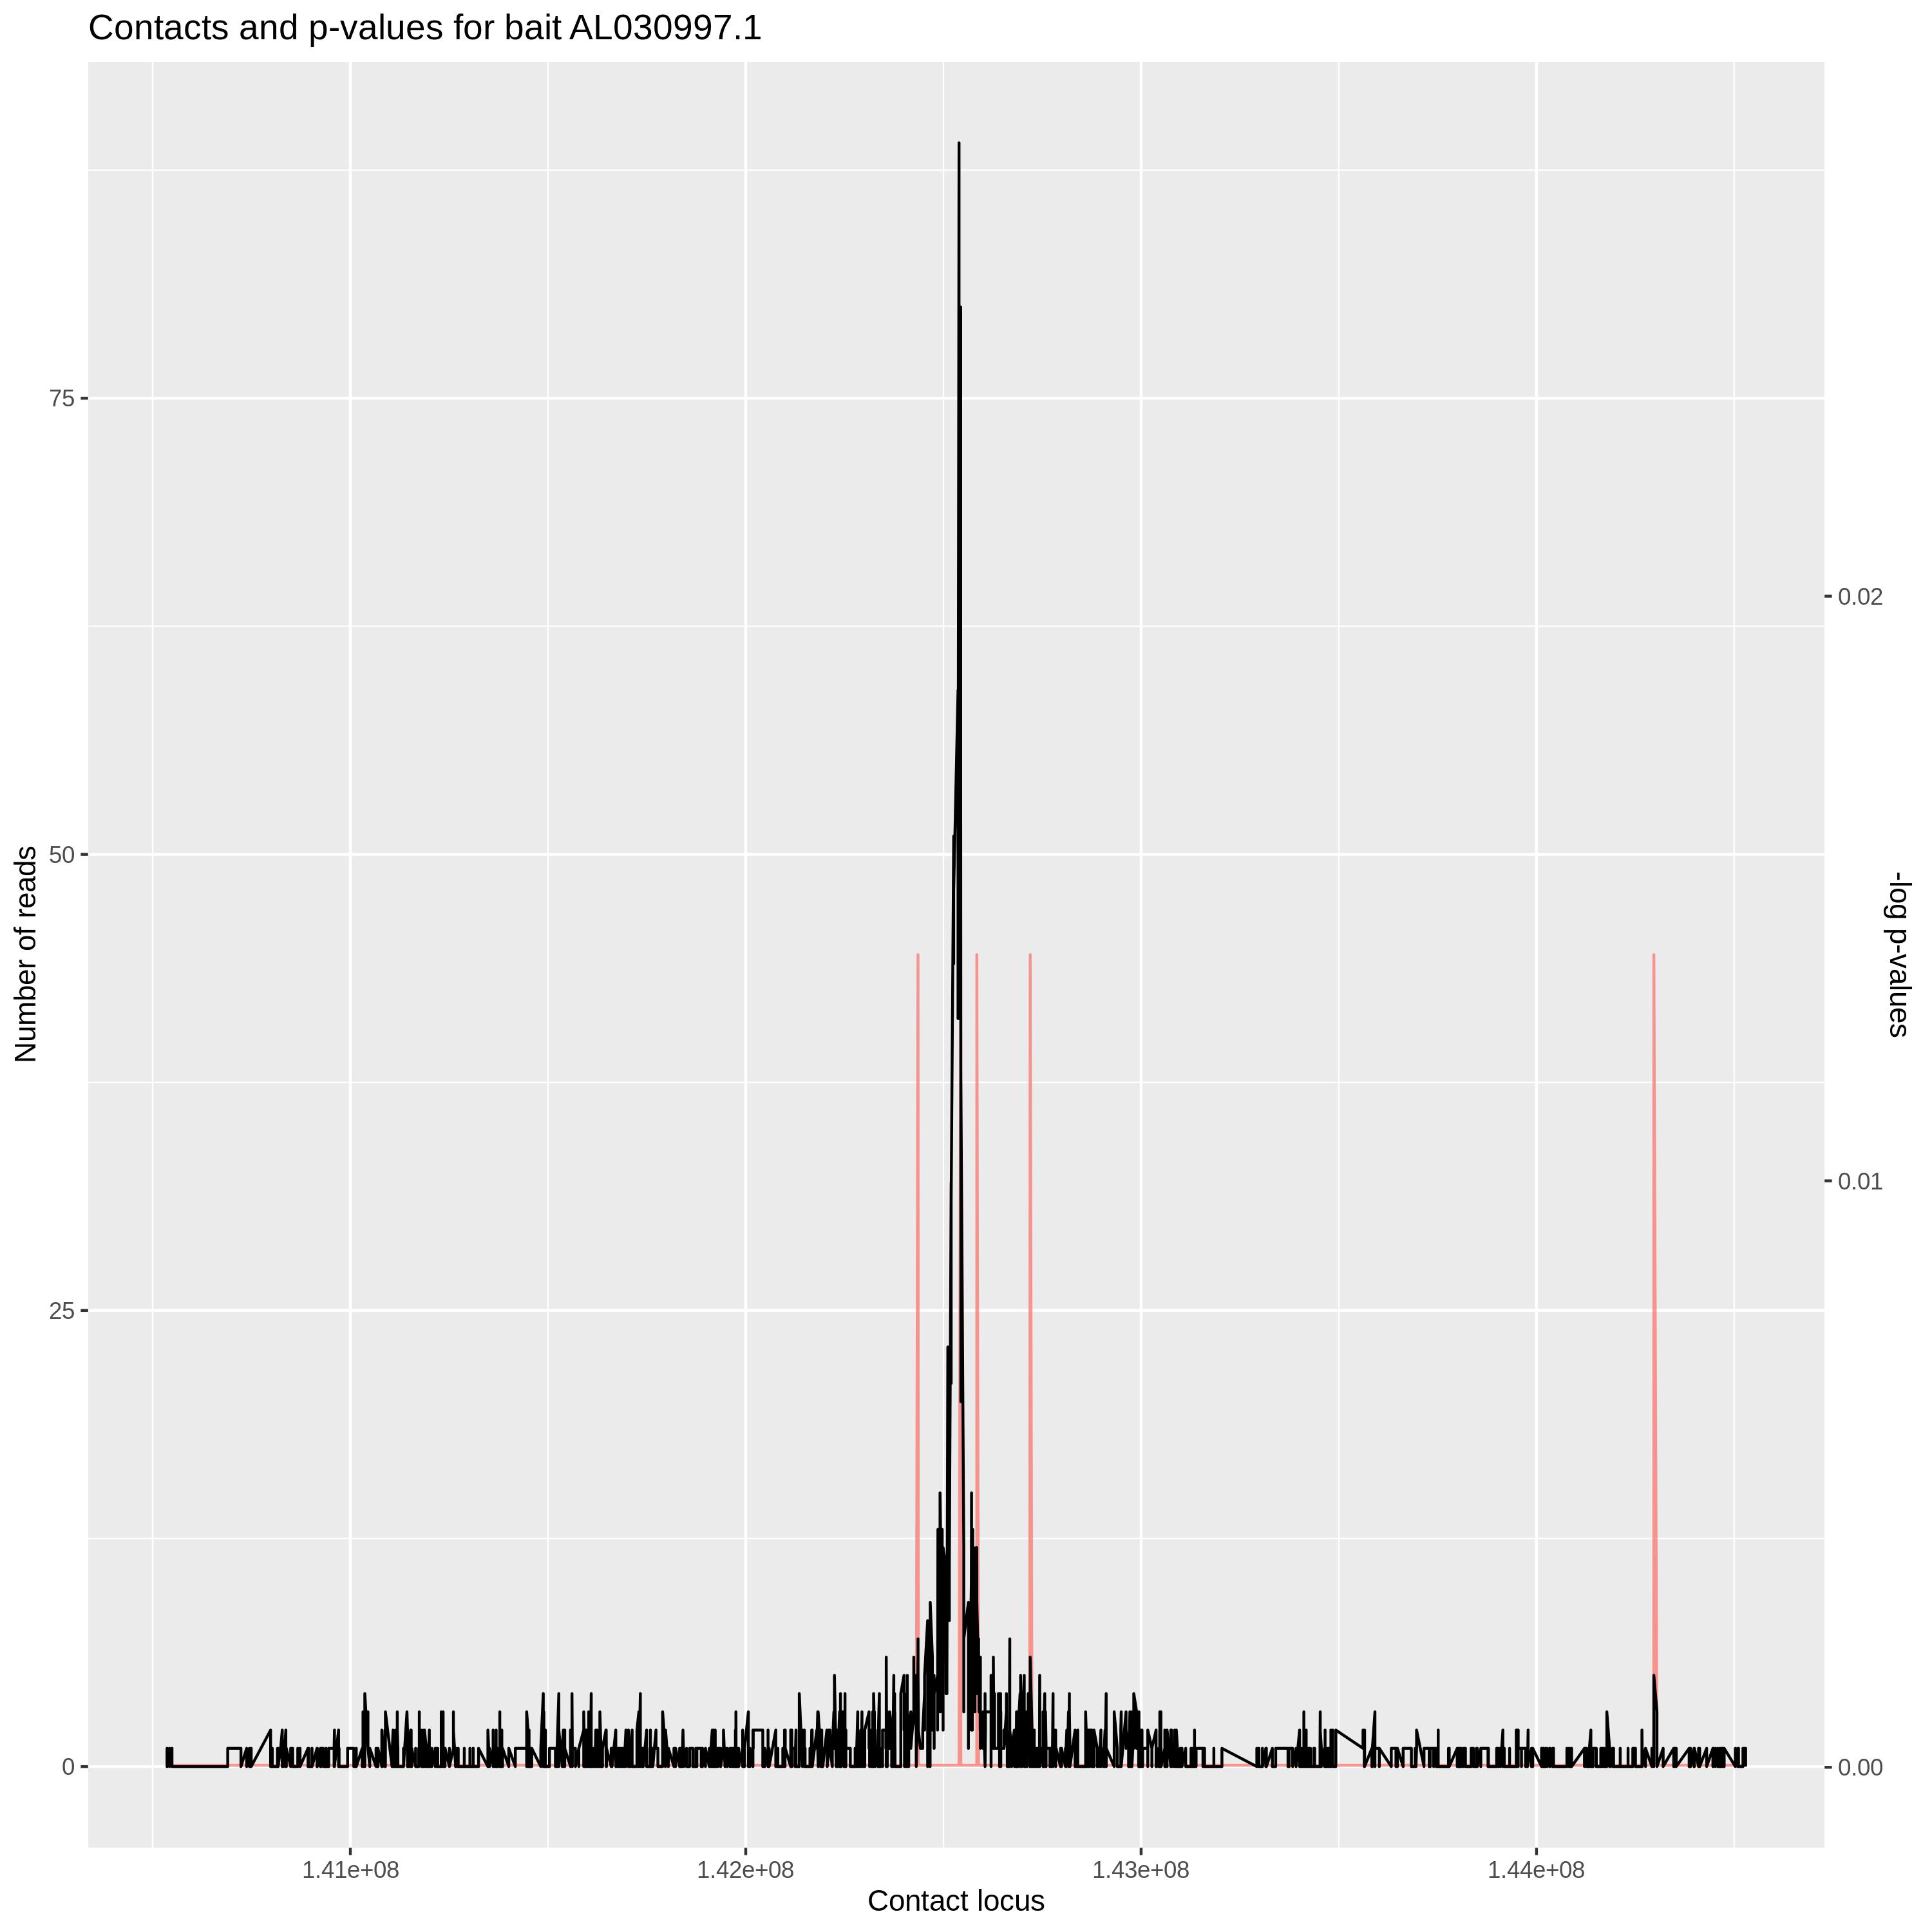 Contacts and p-values for bait AL030997.1
Number of reads
75
50
25
0
0.02
0.01
0.00
-log p-values
1.41e+08 1.42e+08 1.43e+08 1.44e+08
Contact locus